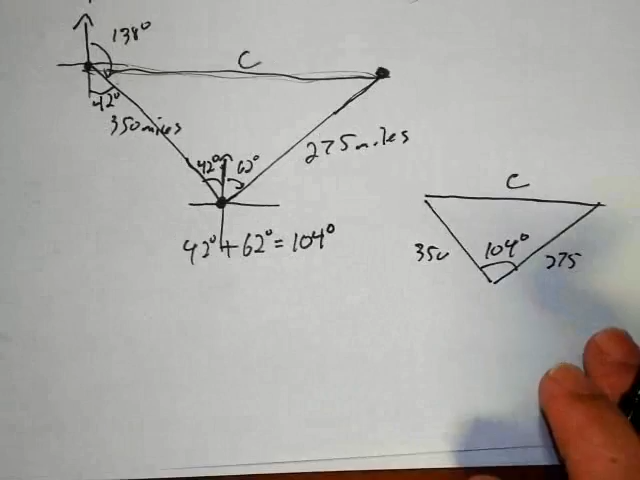 138°
C
42°
350 miles
42° 62°
275 miles
42° + 62° = 104°
C
350
104°
275